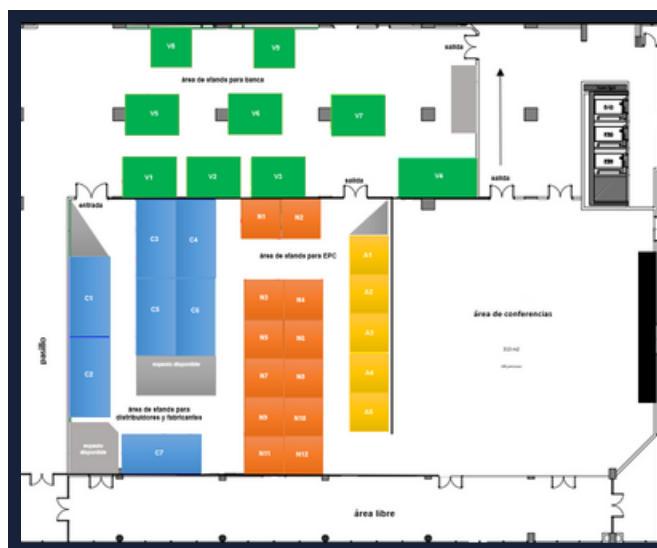 V8
V9
salida
área de stands para banca
V5
V6
V7
V1
V2
V3
salida
V4
salida
entrada
C3
C4
N1
N2
área de stands para EPC
A1
C1
N3
N4
A2
C5
C6
N5
N6
A3
área de conferencias
pasillo
C2
espacio disponible
N7
N8
A4
área de stands para
distribuidores y fabricantes
N9
N10
A5
espacio
disponible
C7
N11
N12
área libre